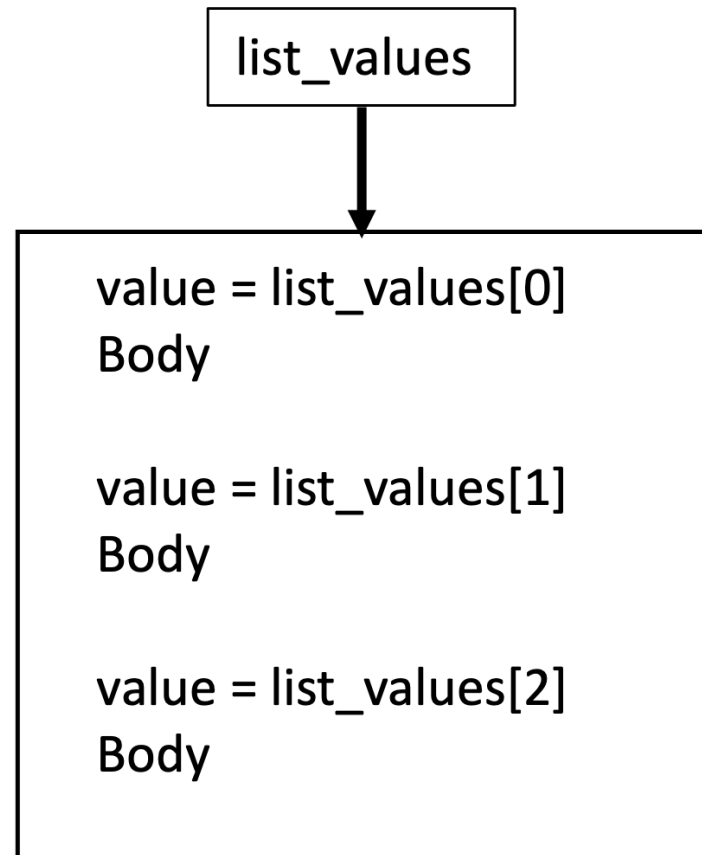 list_values
value = list_values[0]
Body
value = list_values[1]
Body
value = list_values[2]
Body